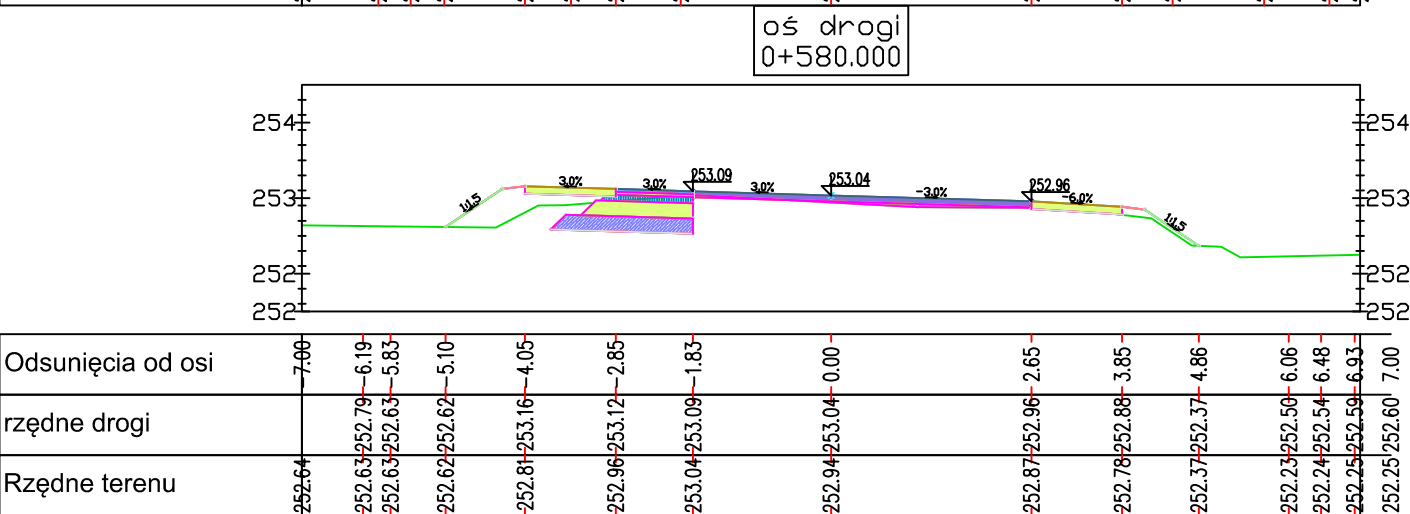 oś drogi
0+580.000
254 254
253 253
252 252
252 252
1:1.5 3.0% 3.0% 253.09 3.0% 253.04 -3.0% 252.96 -6.0% 1:1.5
Odsunięcia od osi -7.00 -6.19 -5.83 -5.10 -4.05 -2.85 -1.83 0.00 2.65 3.85 4.86 6.06 6.48 6.93 7.00
rzędne drogi 252.79 252.63 252.62 253.16 253.12 253.09 253.04 252.96 252.88 252.37 252.50 252.54 252.59 252.60
Rzędne terenu 252.64 252.63 252.63 252.62 252.81 252.96 253.04 252.94 252.87 252.78 252.37 252.23 252.24 252.25 252.25